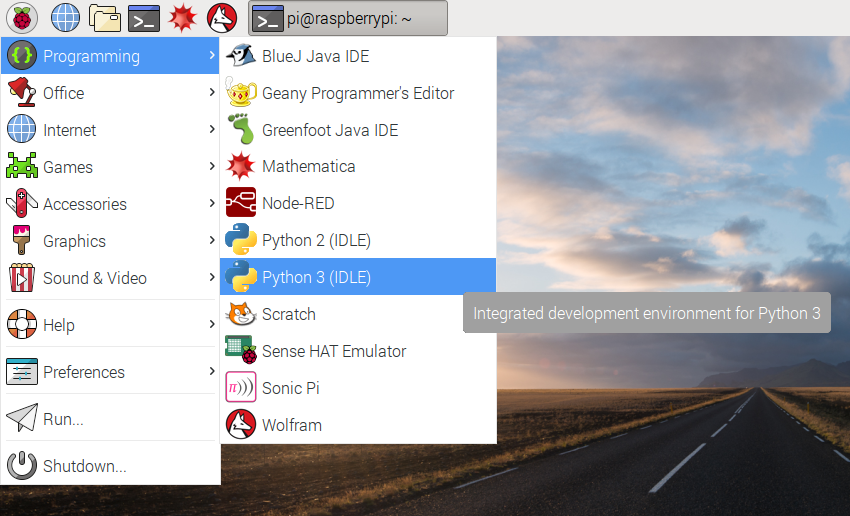 pi@raspberrypi: ~
Programming
Office
Internet
Games
Accessories
Graphics
Sound & Video
Help
Preferences
Run...
Shutdown...
BlueJ Java IDE
Geany Programmer's Editor
Greenfoot Java IDE
Mathematica
Node-RED
Python 2 (IDLE)
Python 3 (IDLE)
Scratch
Sense HAT Emulator
Sonic Pi
Wolfram
Integrated development environment for Python 3